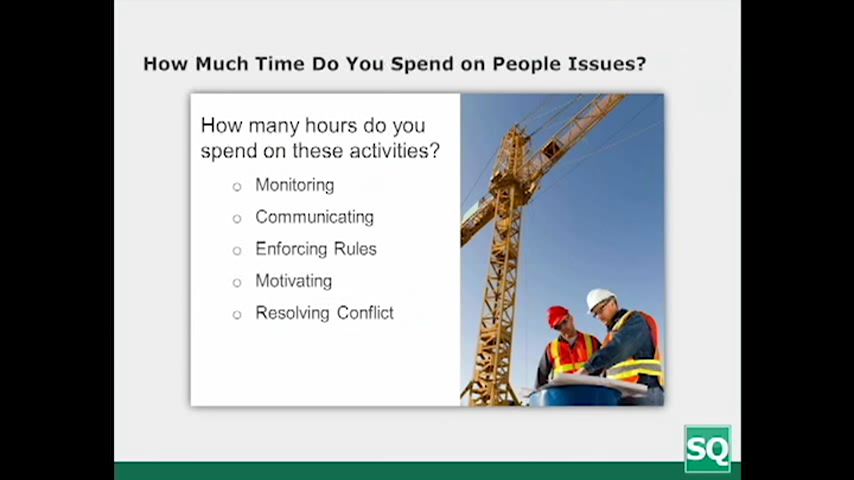 How Much Time Do You Spend on People Issues?
How many hours do you
spend on these activities?
Monitoring
Communicating
Enforcing Rules
Motivating
Resolving Conflict
SQ